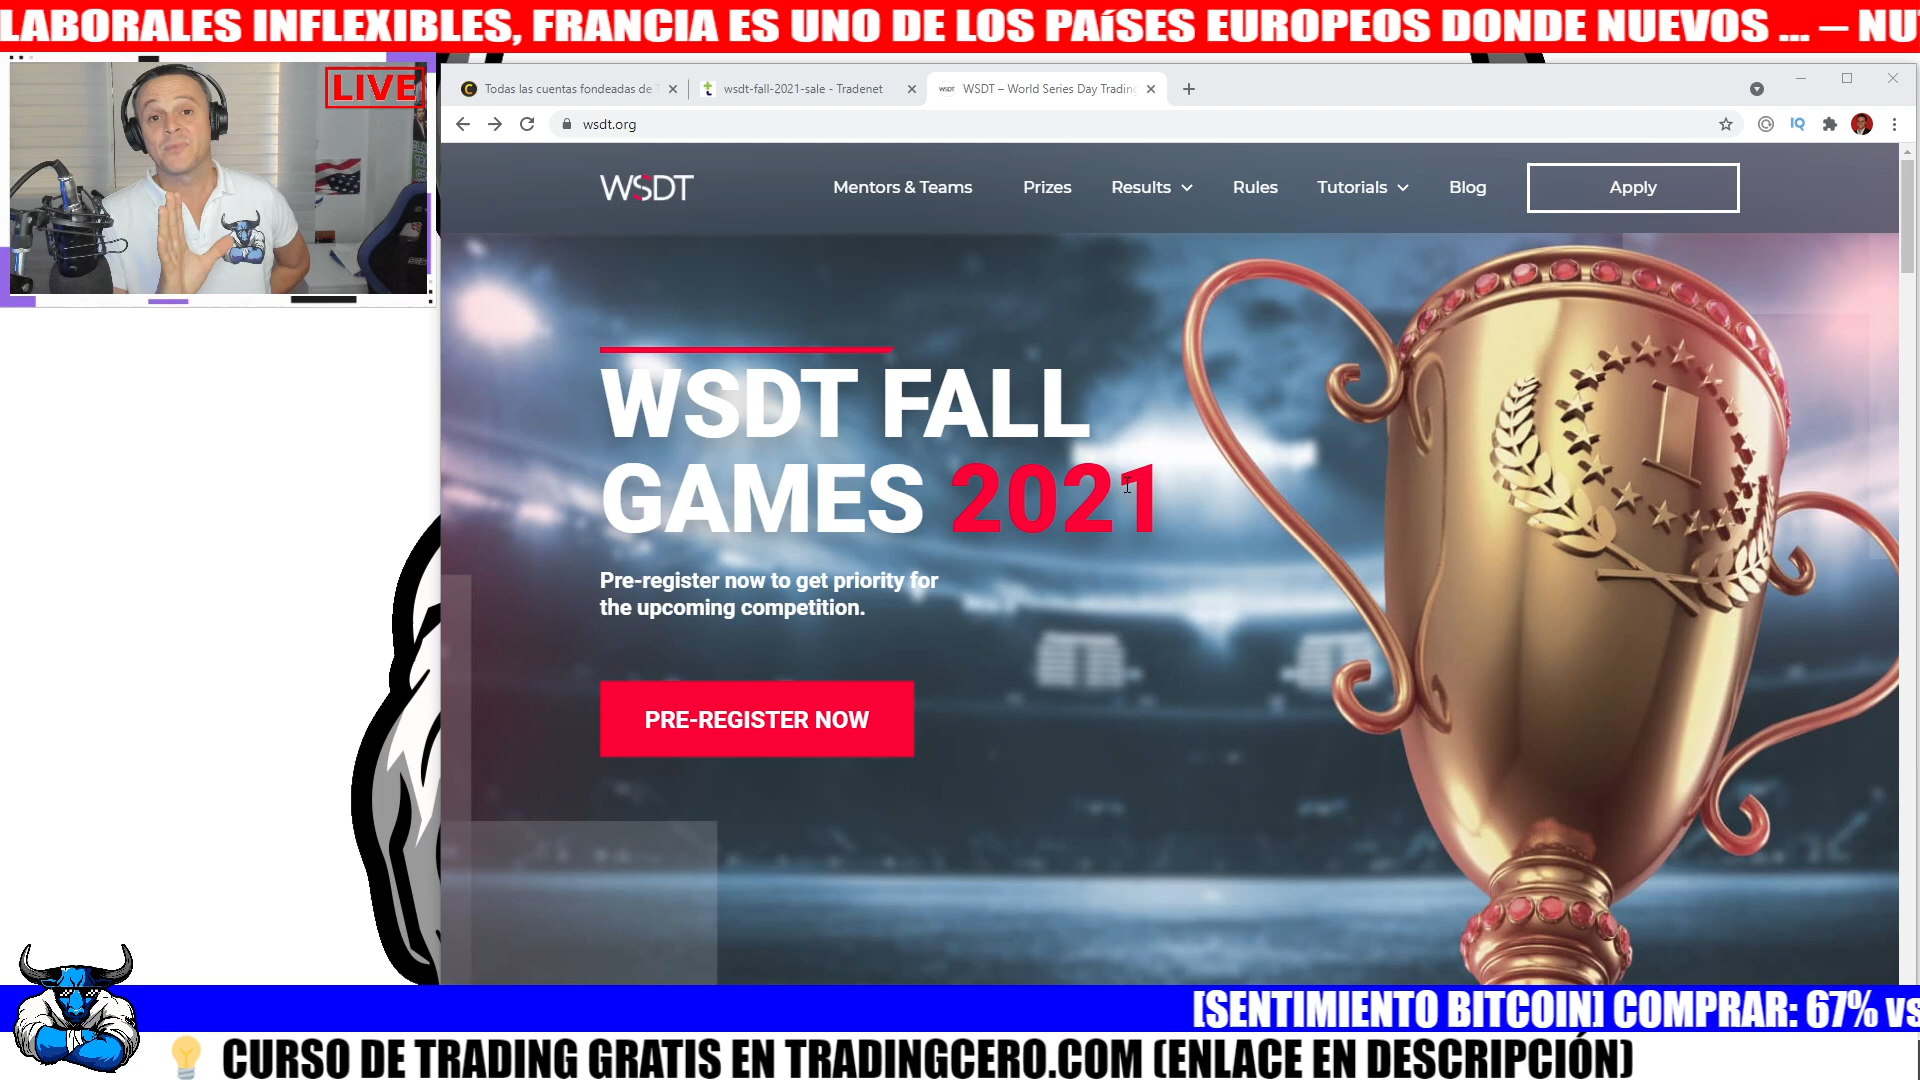 LABORALES INFLEXIBLES, FRANCIA ES UNO DE LOS PAíSES EUROPEOS DONDE NUEVOS ... – NU
LIVE
Todas las cuentas fondeadas de T
wsdt-fall-2021-sale - Tradenet
WSDT – World Series Day Trading
wsdt.org
WSDT
Mentors & Teams
Prizes
Results
Rules
Tutorials
Blog
Apply
WSDT FALL
GAMES 2021
Pre-register now to get priority for
the upcoming competition.
PRE-REGISTER NOW
1
[SENTIMIENTO BITCOIN] COMPRAR: 67% vs
CURSO DE TRADING GRATIS EN TRADINGCERO.COM (ENLACE EN DESCRIPCIÓN)